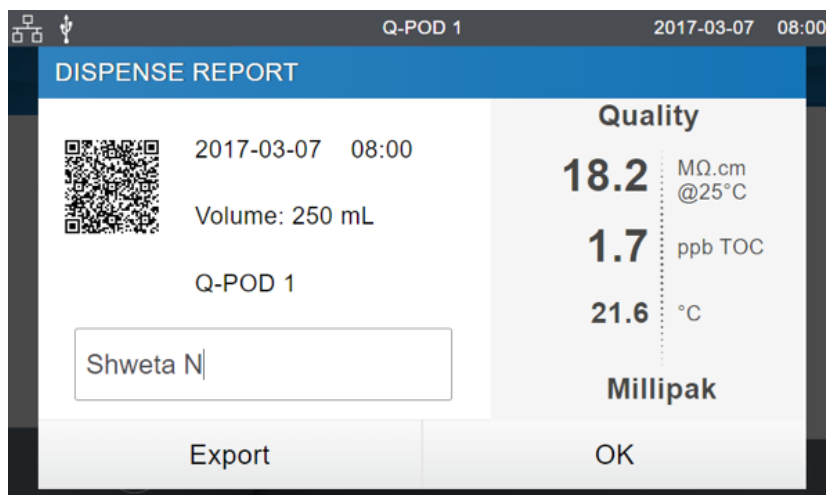 Q-POD 1 2017-03-07 08:00
DISPENSE REPORT
2017-03-07 08:00
Volume: 250 mL
Q-POD 1
Shweta N
Quality
18.2 MΩ.cm
@25°C
1.7 ppb TOC
21.6 °C
Millipak
Export OK